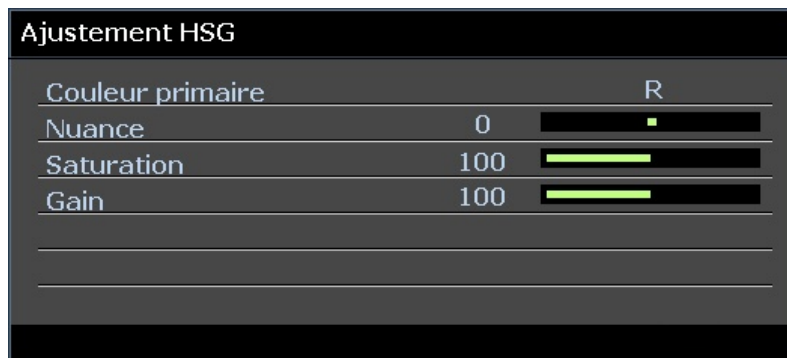 Ajustement HSG
Couleur primaire R
Nuance 0
Saturation 100
Gain 100